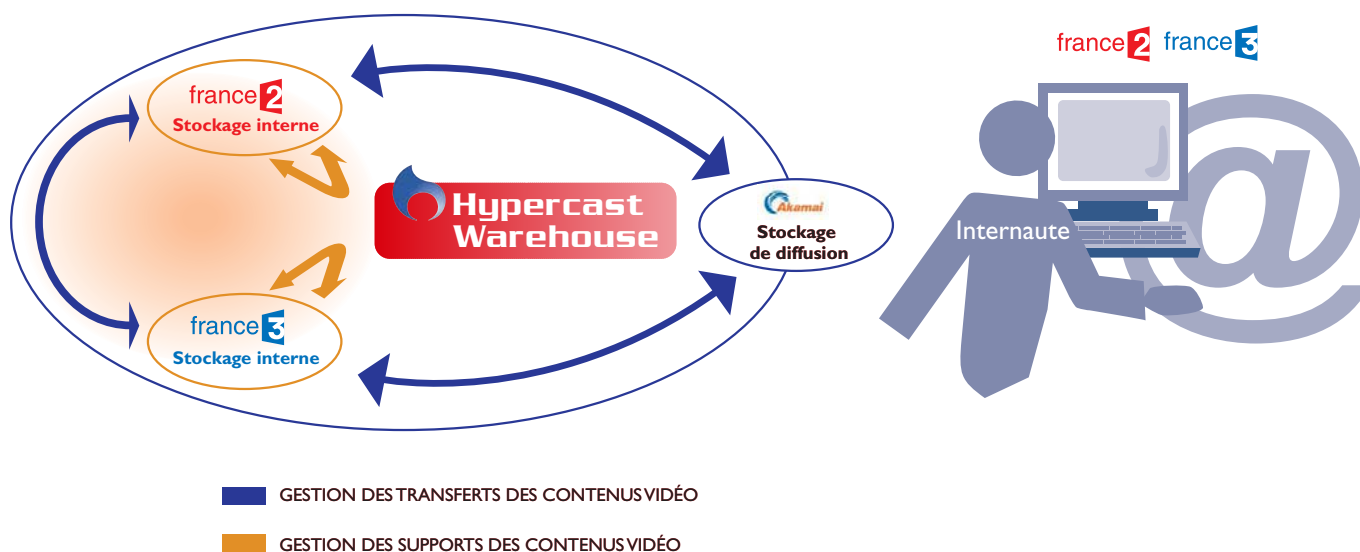 france 2
Stockage interne
Hypercast
Warehouse
Akamai
Stockage
de diffusion
france 3
Stockage interne
france 2 france 3
Internaute
@
GESTION DES TRANSFERTS DES CONTENUS VIDÉO
GESTION DES SUPPORTS DES CONTENUS VIDÉO